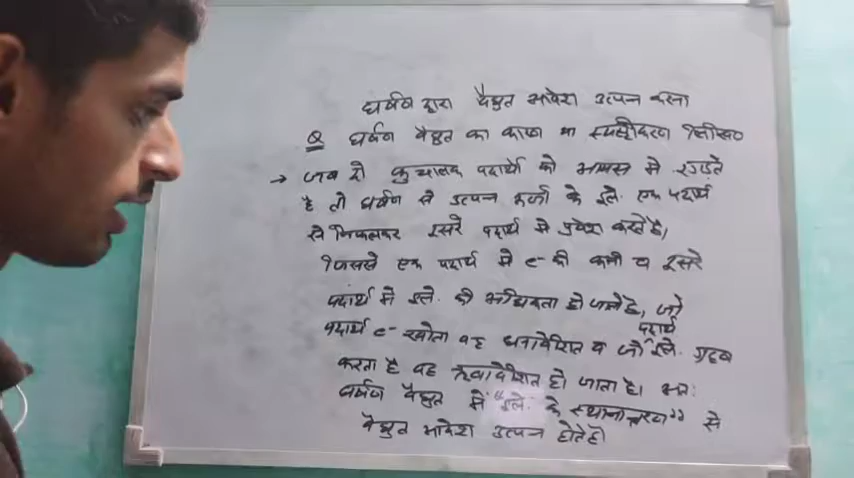 घर्षण द्वारा वैद्युत आवेश उत्पन्न करना
Q घर्षण वैद्युत का कारण या स्पष्टीकरण लिखिए
→ जब दो कुचालक पदार्थो को आपस में रगड़ते
है तो घर्षण से उत्पन्न ऊर्जा के इले. एक पदार्थ
से निकलकर दूसरे पदार्थ में प्रवेश करते है,
जिससे एक पदार्थ में e- की कमी व दूसरे
पदार्थ में इले. की अधिकता हो जाती है, जो
पदार्थ e- खोता वह धनावेशित व जो पदार्थ इले. ग्रहण
करता है वह ऋणावेशित हो जाता है। अतः
घर्षण वैद्युत में "इले. के स्थानान्तरण" से
वैद्युत आवेश उत्पन्न होते है